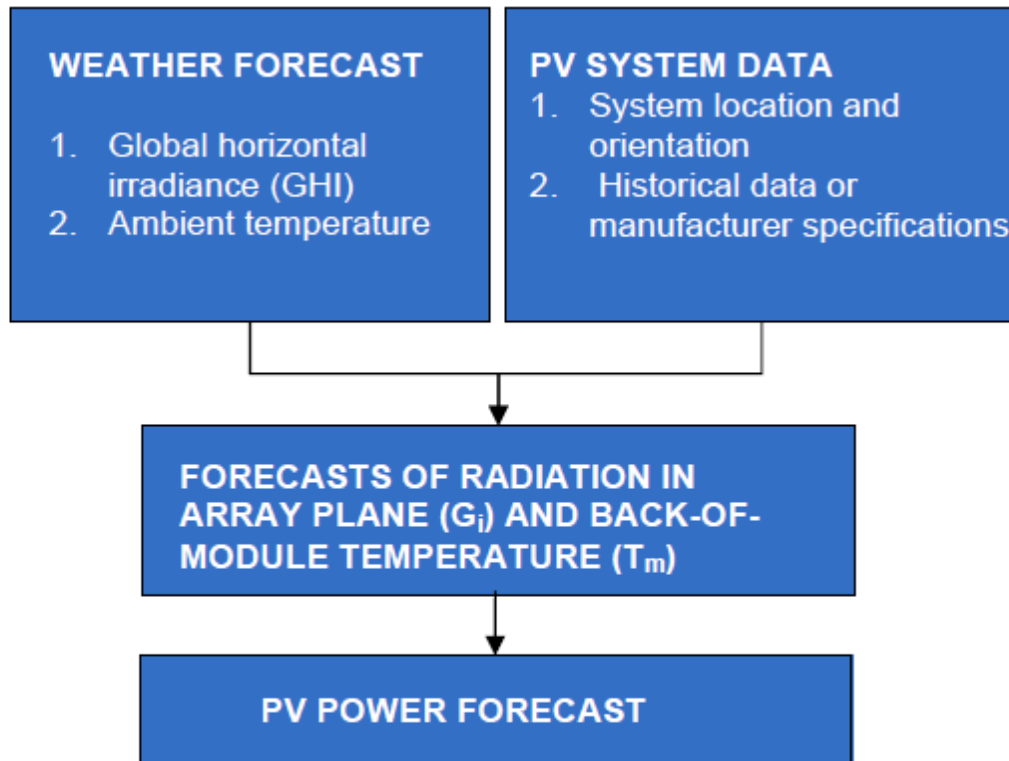 WEATHER FORECAST
1. Global horizontal
irradiance (GHI)
2. Ambient temperature
PV SYSTEM DATA
1. System location and
orientation
2. Historical data or
manufacturer specifications
FORECASTS OF RADIATION IN
ARRAY PLANE (Gi) AND BACK-OF-
MODULE TEMPERATURE (Tm)
PV POWER FORECAST